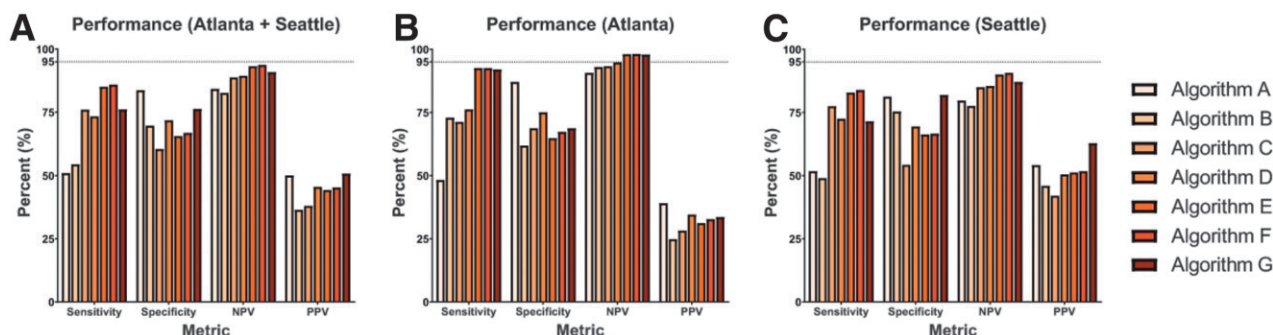 A
Performance (Atlanta + Seattle)
Percent (%)
100
95
75
50
25
0
Sensitivity
Specificity
NPV
PPV
Metric
B
Performance (Atlanta)
Percent (%)
100
95
75
50
25
0
Sensitivity
Specificity
NPV
PPV
Metric
C
Performance (Seattle)
Percent (%)
100
95
75
50
25
0
Sensitivity
Specificity
NPV
PPV
Metric
Algorithm A
Algorithm B
Algorithm C
Algorithm D
Algorithm E
Algorithm F
Algorithm G